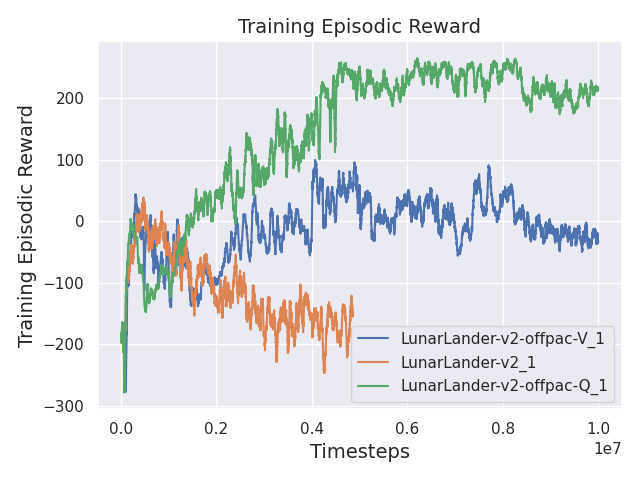 Training Episodic Reward
Training Episodic Reward
200
100
0
−100
−200
−300
0.0 0.2 0.4 0.6 0.8 1.0
1e7
Timesteps
LunarLander-v2-offpac-V_1
LunarLander-v2_1
LunarLander-v2-offpac-Q_1